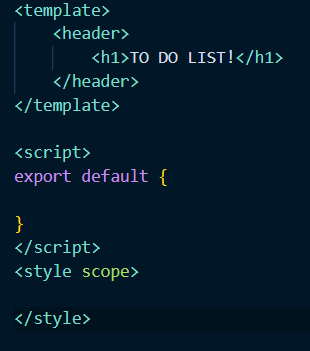 <template>
    <header>
        <h1>TO DO LIST!</h1>
    </header>
</template>

<script>
export default {

}
</script>
<style scope>

</style>